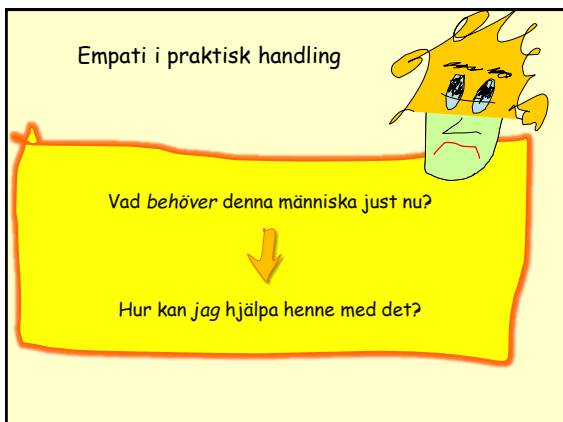 Empati i praktisk handling
Vad behöver denna människa just nu?
Hur kan jag hjälpa henne med det?